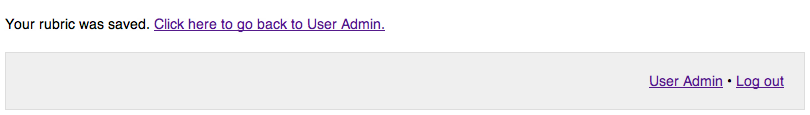 Your rubric was saved. Click here to go back to User Admin.
User Admin • Log out